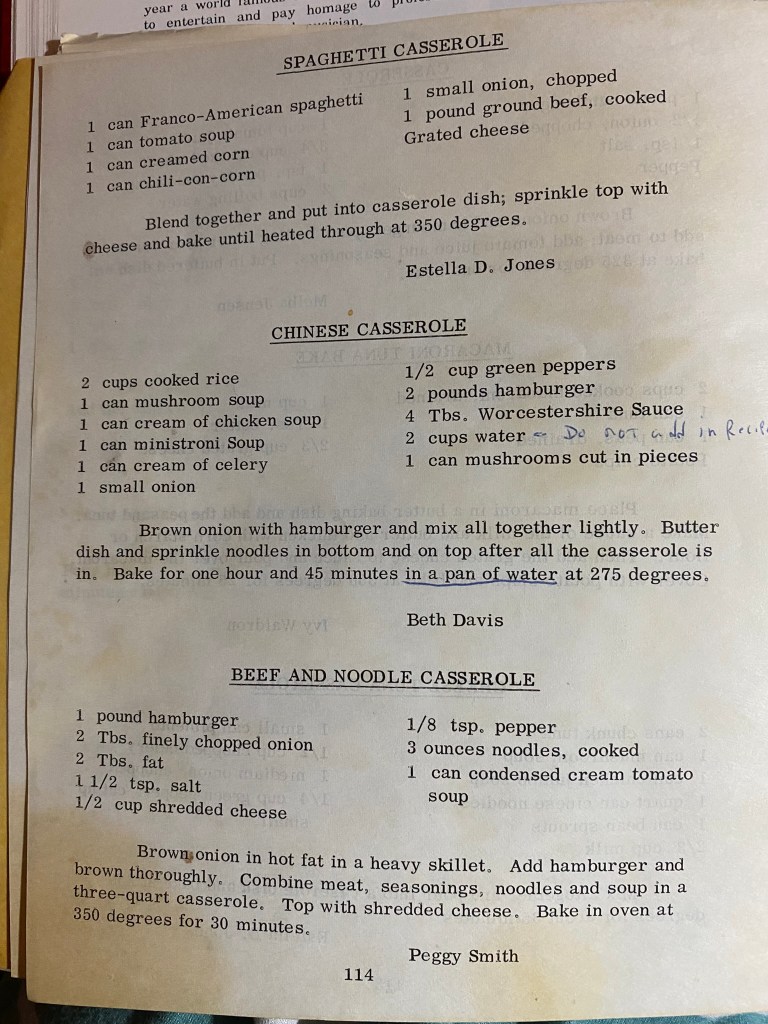 year a world
to entertain and pay homage to
SPAGHETTI CASSEROLE
1 can Franco-American spaghetti
1 can tomato soup
1 can creamed corn
1 can chili-con-corn
1 small onion, chopped
1 pound ground beef, cooked
Grated cheese
Blend together and put into casserole dish; sprinkle top with
cheese and bake until heated through at 350 degrees.
Estella D. Jones
CHINESE CASSEROLE
2 cups cooked rice
1 can mushroom soup
1 can cream of chicken soup
1 can ministroni Soup
1 can cream of celery
1 small onion
1/2 cup green peppers
2 pounds hamburger
4 Tbs. Worcestershire Sauce
2 cups water - Do not add in Recip
1 can mushrooms cut in pieces
Brown onion with hamburger and mix all together lightly. Butter
dish and sprinkle noodles in bottom and on top after all the casserole is
in. Bake for one hour and 45 minutes in a pan of water at 275 degrees.
Beth Davis
BEEF AND NOODLE CASSEROLE
1 pound hamburger
2 Tbs. finely chopped onion
2 Tbs. fat
1 1/2 tsp. salt
1/2 cup shredded cheese
1/8 tsp. pepper
3 ounces noodles, cooked
1 can condensed cream tomato
soup
Brown onion in hot fat in a heavy skillet. Add hamburger and
brown thoroughly. Combine meat, seasonings, noodles and soup in a
three-quart casserole. Top with shredded cheese. Bake in oven at
350 degrees for 30 minutes.
Peggy Smith
114